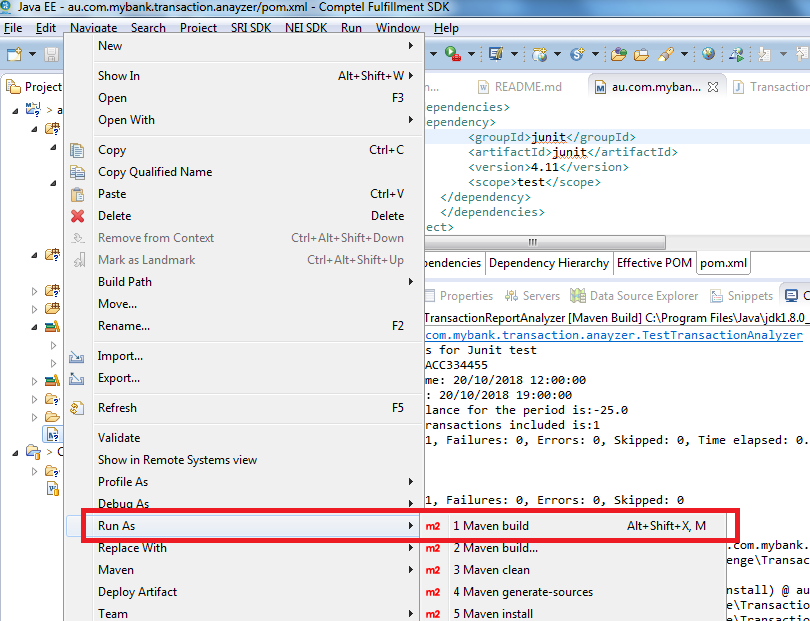 Java EE - au.com.mybank.transaction.anayzer/pom.xml - Comptel Fulfillment SDK
File Edit Navigate Search Project SRI SDK NEI SDK Run Window Help
Project
README.md
au.com.myban...
Transaction
New
Show In Alt+Shift+W
Open F3
Open With
Copy Ctrl+C
Copy Qualified Name
Paste Ctrl+V
Delete Delete
Remove from Context Ctrl+Alt+Shift+Down
Mark as Landmark Ctrl+Alt+Shift+Up
Build Path
Move...
Rename... F2
Import...
Export...
Refresh F5
Validate
Show in Remote Systems view
Profile As
Debug As
Run As
Replace With
Maven
Deploy Artifact
Team
ependencies>
ependency>
<groupId>junit</groupId>
<artifactId>junit</artifactId>
<version>4.11</version>
<scope>test</scope>
</dependency>
</dependencies>
ect>
pendencies Dependency Hierarchy Effective POM pom.xml
Properties Servers Data Source Explorer Snippets
TransactionReportAnalyzer [Maven Build] C:\Program Files\Java\jdk1.8.0_
com.mybank.transaction.anayzer.TestTransactionAnalyzer
s for Junit test
ACC334455
me: 20/10/2018 12:00:00
: 20/10/2018 19:00:00
lance for the period is:-25.0
ransactions included is:1
1, Failures: 0, Errors: 0, Skipped: 0, Time elapsed: 0.
1, Failures: 0, Errors: 0, Skipped: 0
m2 1 Maven build Alt+Shift+X, M
m2 2 Maven build...
m2 3 Maven clean
m2 4 Maven generate-sources
m2 5 Maven install
.com.mybank.
enge\Transac
nstall) @ au
e\Transactio
e\Transactio